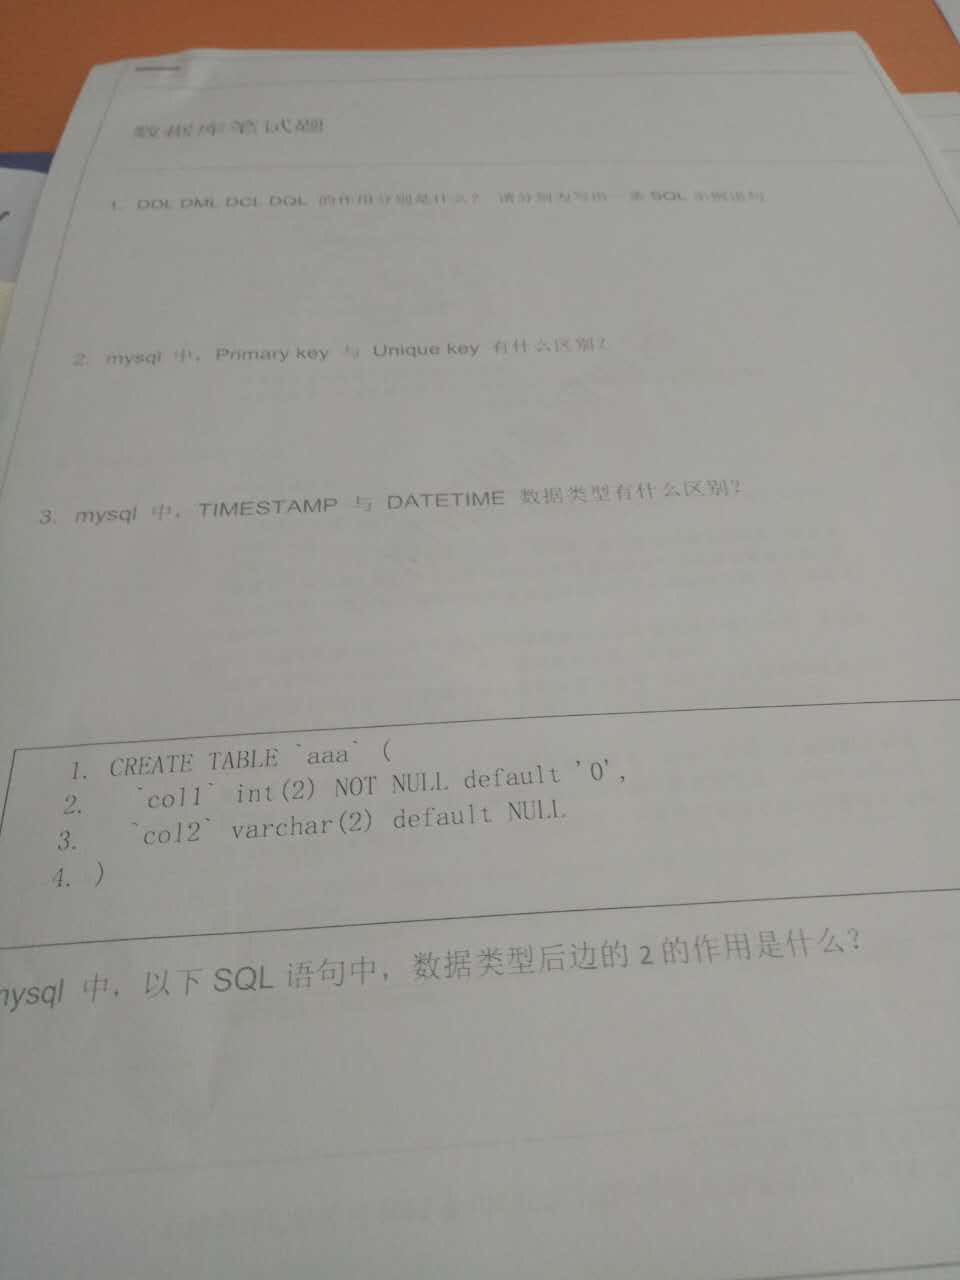 数据库笔试题
1. DDL DML DCL DQL 的作用分别是什么? 请分别为写出一条 SQL 示例语句
2. mysql 中，Primary key 与 Unique key 有什么区别?
3. mysql 中，TIMESTAMP 与 DATETIME 数据类型有什么区别?
1. CREATE TABLE `aaa` (
2. `col1` int(2) NOT NULL default '0',
3. `col2` varchar(2) default NULL
4. )
mysql 中，以下 SQL 语句中，数据类型后边的 2 的作用是什么?